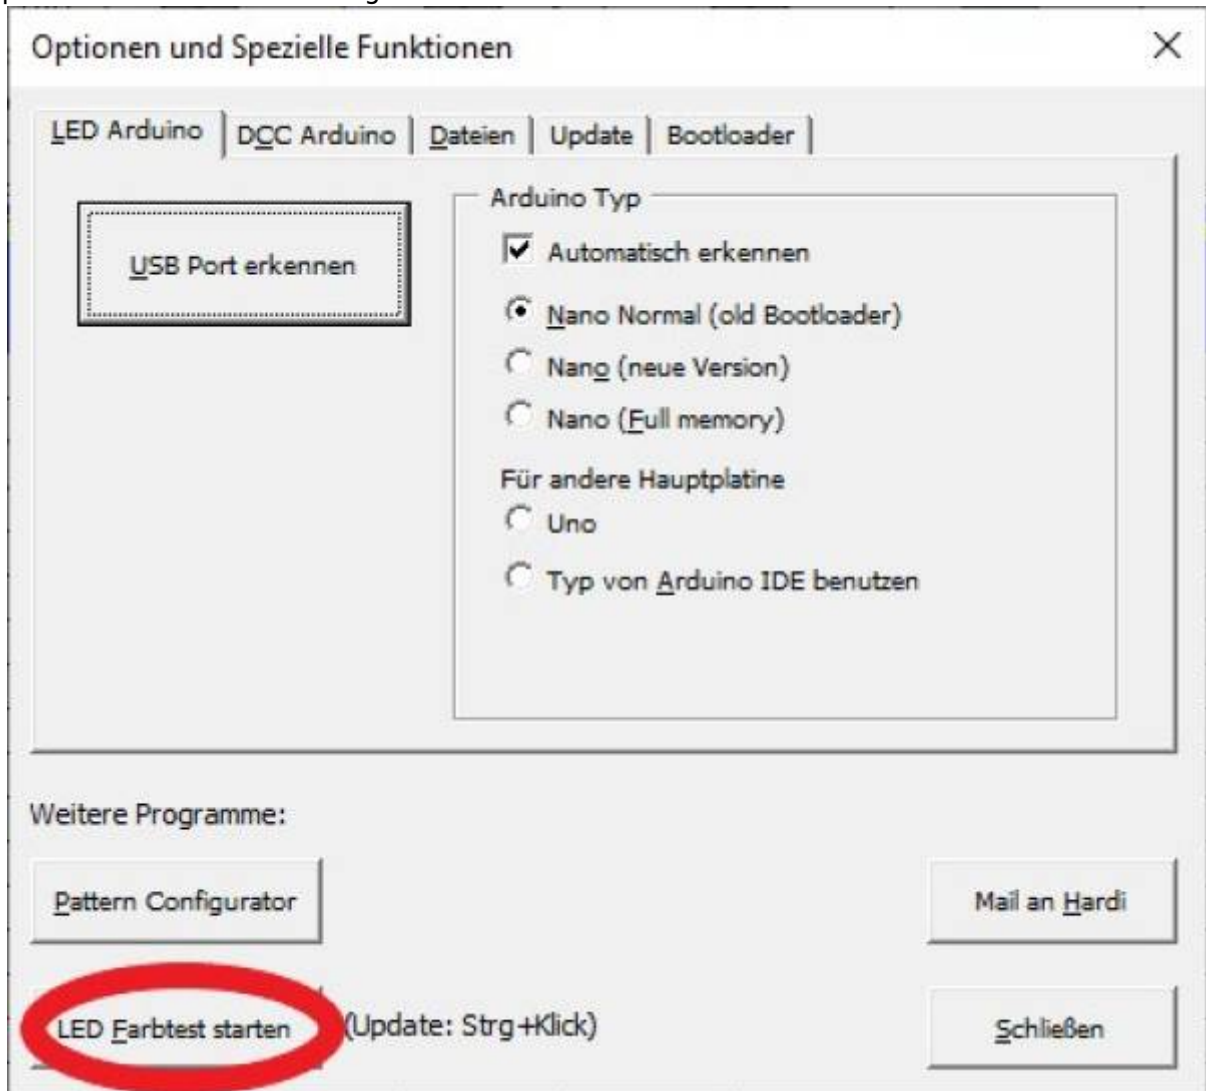 Optionen und Spezielle Funktionen
LED Arduino DCC Arduino Dateien Update Bootloader
USB Port erkennen
Arduino Typ
Automatisch erkennen
Nano Normal (old Bootloader)
Nano (neue Version)
Nano (Full memory)
Für andere Hauptplatine
Uno
Typ von Arduino IDE benutzen
Weitere Programme:
Pattern Configurator
Mail an Hardi
LED Farbtest starten (Update: Strg+Klick)
Schließen